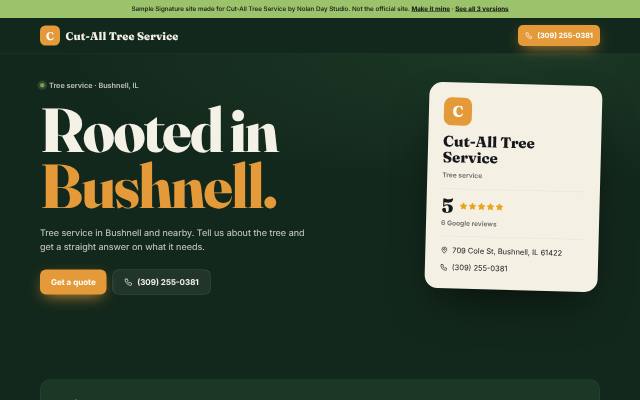 Sample Signature site made for Cut-All Tree Service by Nolan Day Studio. Not the official site. Make it mine · See all 3 versions
C Cut-All Tree Service
(309) 255-0381
Tree service · Bushnell, IL
Rooted in
Bushnell.
Tree service in Bushnell and nearby. Tell us about the tree and
get a straight answer on what it needs.
Get a quote
(309) 255-0381
C
Cut-All Tree
Service
Tree service
5
6 Google reviews
709 Cole St, Bushnell, IL 61422
(309) 255-0381